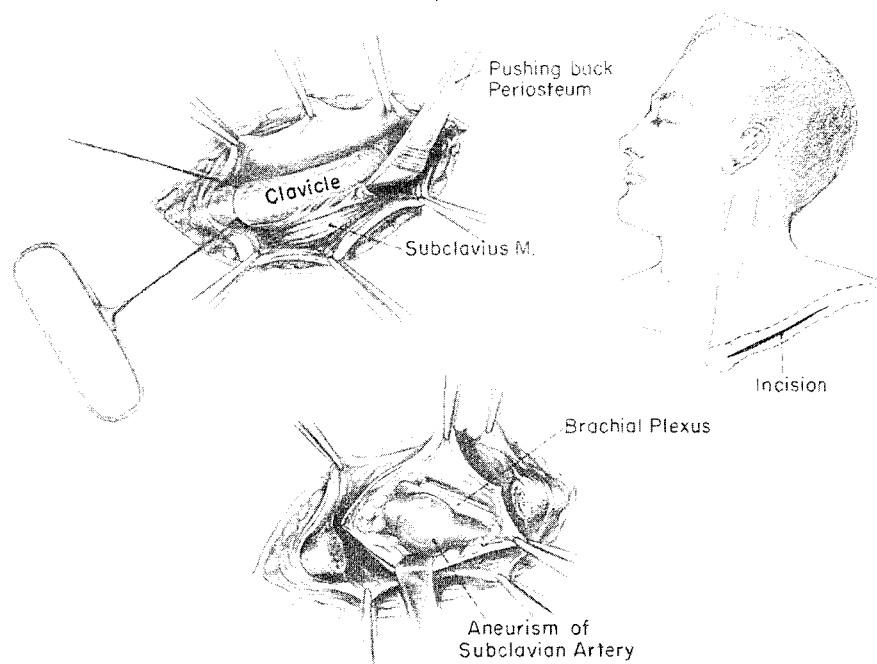 Pushing back
Periosteum
Clavicle
Subclavius M.
Incision
Brachial Plexus
Aneurism of
Subclavian Artery